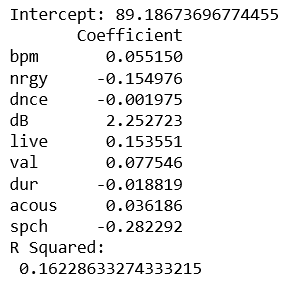 Intercept: 89.18673696774455
Coefficient
bpm 0.055150
nrgy -0.154976
dnce -0.001975
dB 2.252723
live 0.153551
val 0.077546
dur -0.018819
acous 0.036186
spch -0.282292
R Squared:
0.16228633274333215